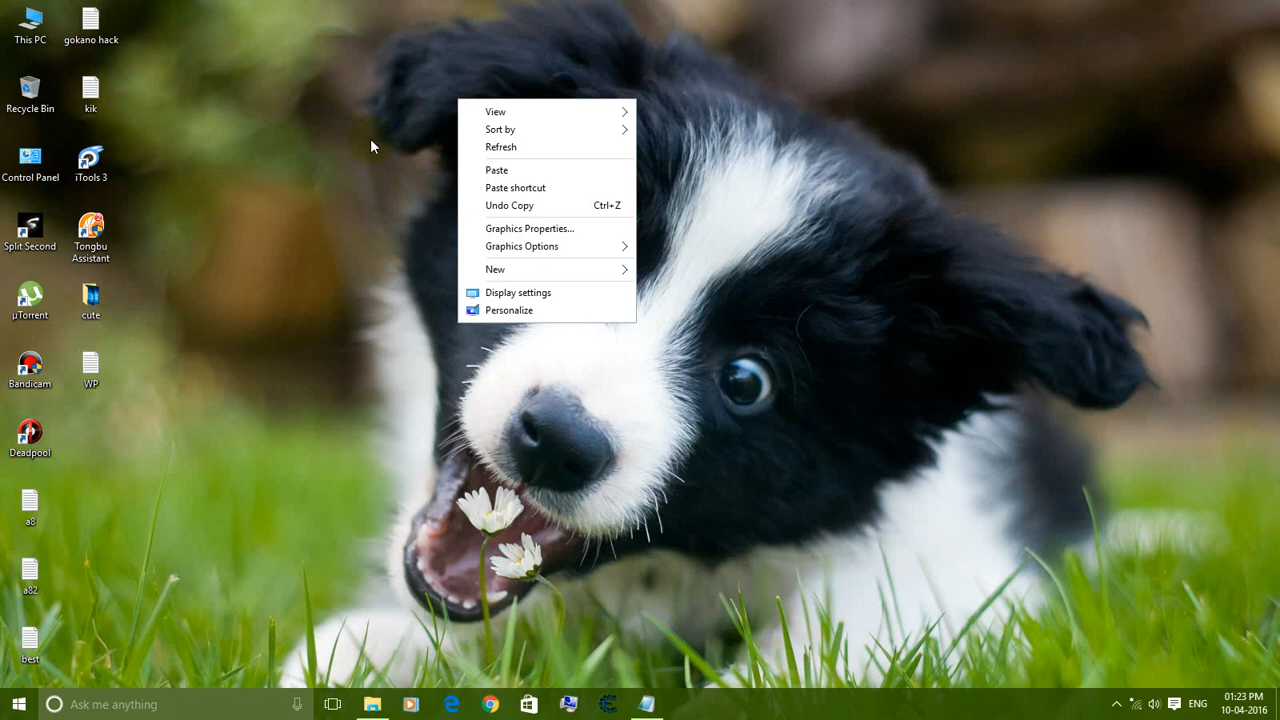 This PC
gokano hack
Recycle Bin
kik
Control Panel
iTools 3
Split Second
Tongbu
Assistant
µTorrent
cute
Bandicam
WP
Deadpool
a8
a82
best
View
Sort by
Refresh
Paste
Paste shortcut
Undo Copy Ctrl+Z
Graphics Properties...
Graphics Options
New
Display settings
Personalize
Ask me anything
ENG
01:23 PM
10-04-2016